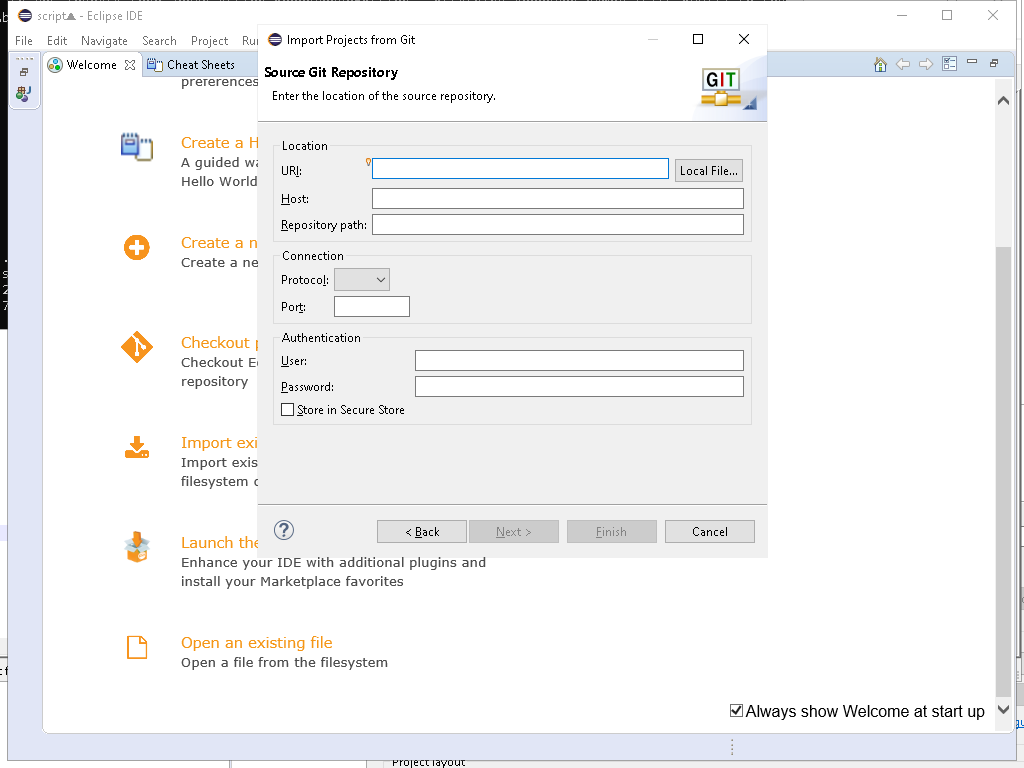 script - Eclipse IDE
File Edit Navigate Search Project Ru
Welcome
Cheat Sheets
preferences
Create a H
A guided wa
Hello World
Create a n
Create a ne
Checkout p
Checkout Ec
repository
Import exi
Import exis
filesystem o
Launch the
Enhance your IDE with additional plugins and
install your Marketplace favorites
Open an existing file
Open a file from the filesystem
Always show Welcome at start up
Import Projects from Git
Source Git Repository
Enter the location of the source repository.
GIT
Location
URI:
Local File...
Host:
Repository path:
Connection
Protocol:
Port:
Authentication
User:
Password:
Store in Secure Store
?
< Back
Next >
Finish
Cancel
Project layout